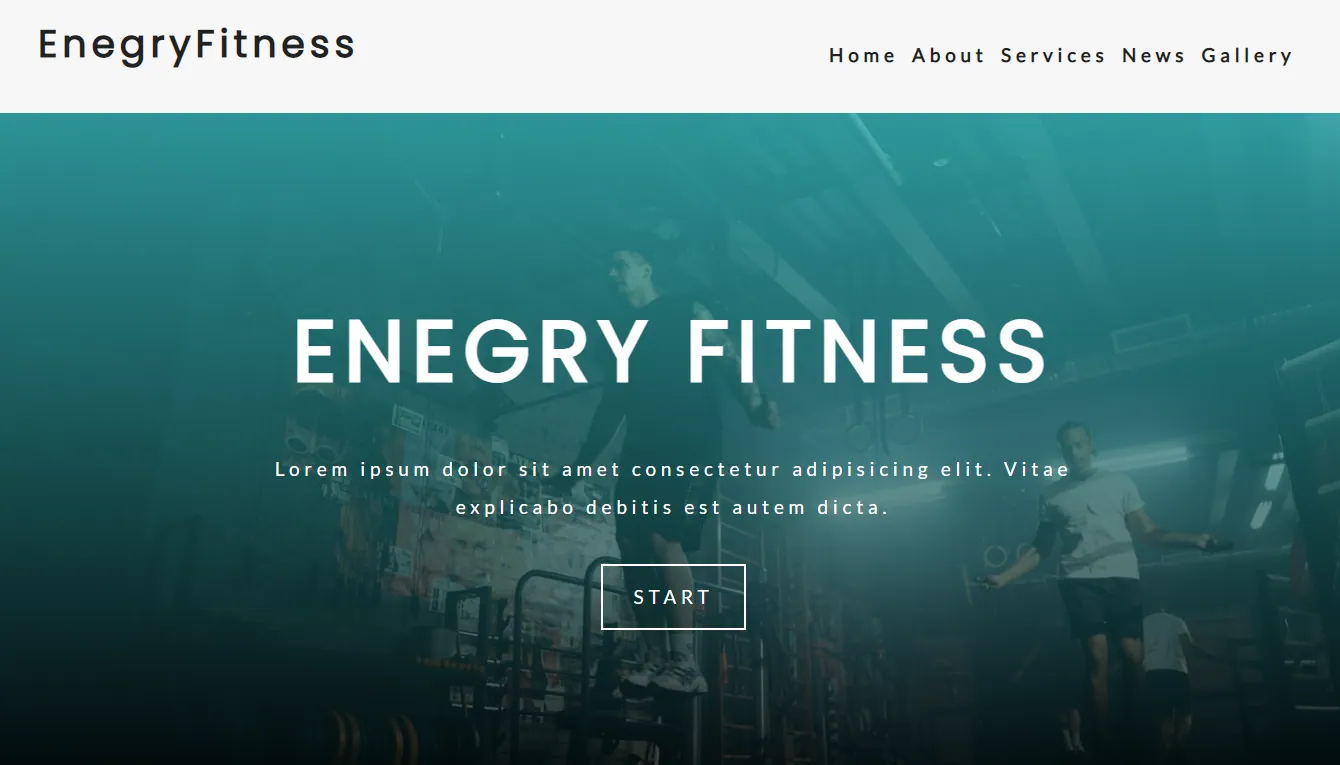 EnegryFitness
Home About Services News Gallery
ENEGRY FITNESS
Lorem ipsum dolor sit amet consectetur adipisicing elit. Vitae
explicabo debitis est autem dicta.
START